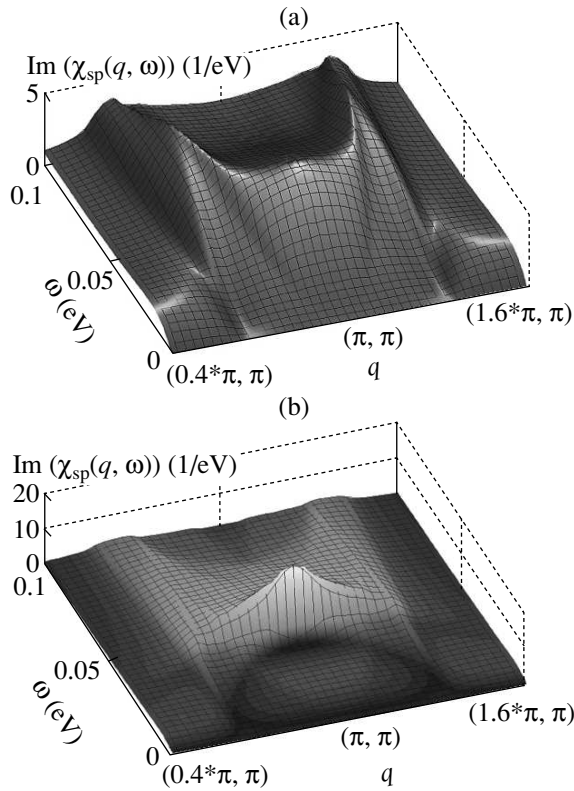 (a)
Im (χsp(q, ω)) (1/eV)
5
0
0.1
0.05
ω (eV)
0
(0.4*π, π)
(π, π)
(1.6*π, π)
q
(b)
Im (χsp(q, ω)) (1/eV)
20
10
0
0.1
0.05
ω (eV)
0
(0.4*π, π)
(π, π)
(1.6*π, π)
q